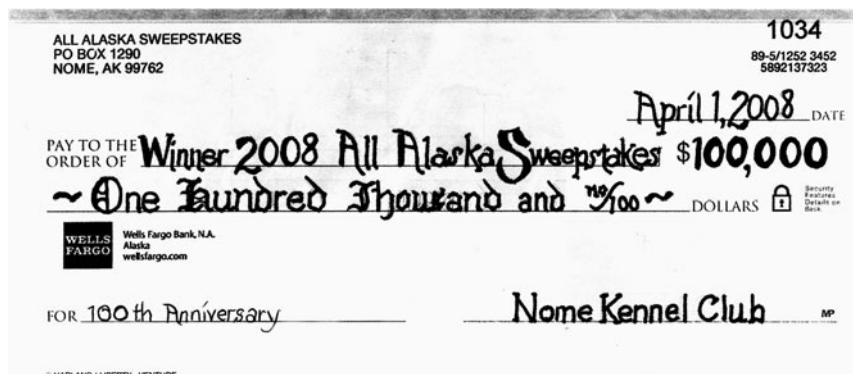 1034
ALL ALASKA SWEEPSTAKES
PO BOX 1290
NOME, AK 99762
89-5/1252 3452
5892137323
April 1, 2008 DATE
PAY TO THE ORDER OF Winner 2008 All Alaska Sweepstakes $100,000
~ One Hundred Thousand and no/100 ~ DOLLARS
Security
Features
Details on
Back.
WELLS
FARGO
Wells Fargo Bank, N.A.
Alaska
wellsfargo.com
FOR 100th Anniversary
Nome Kennel Club MP